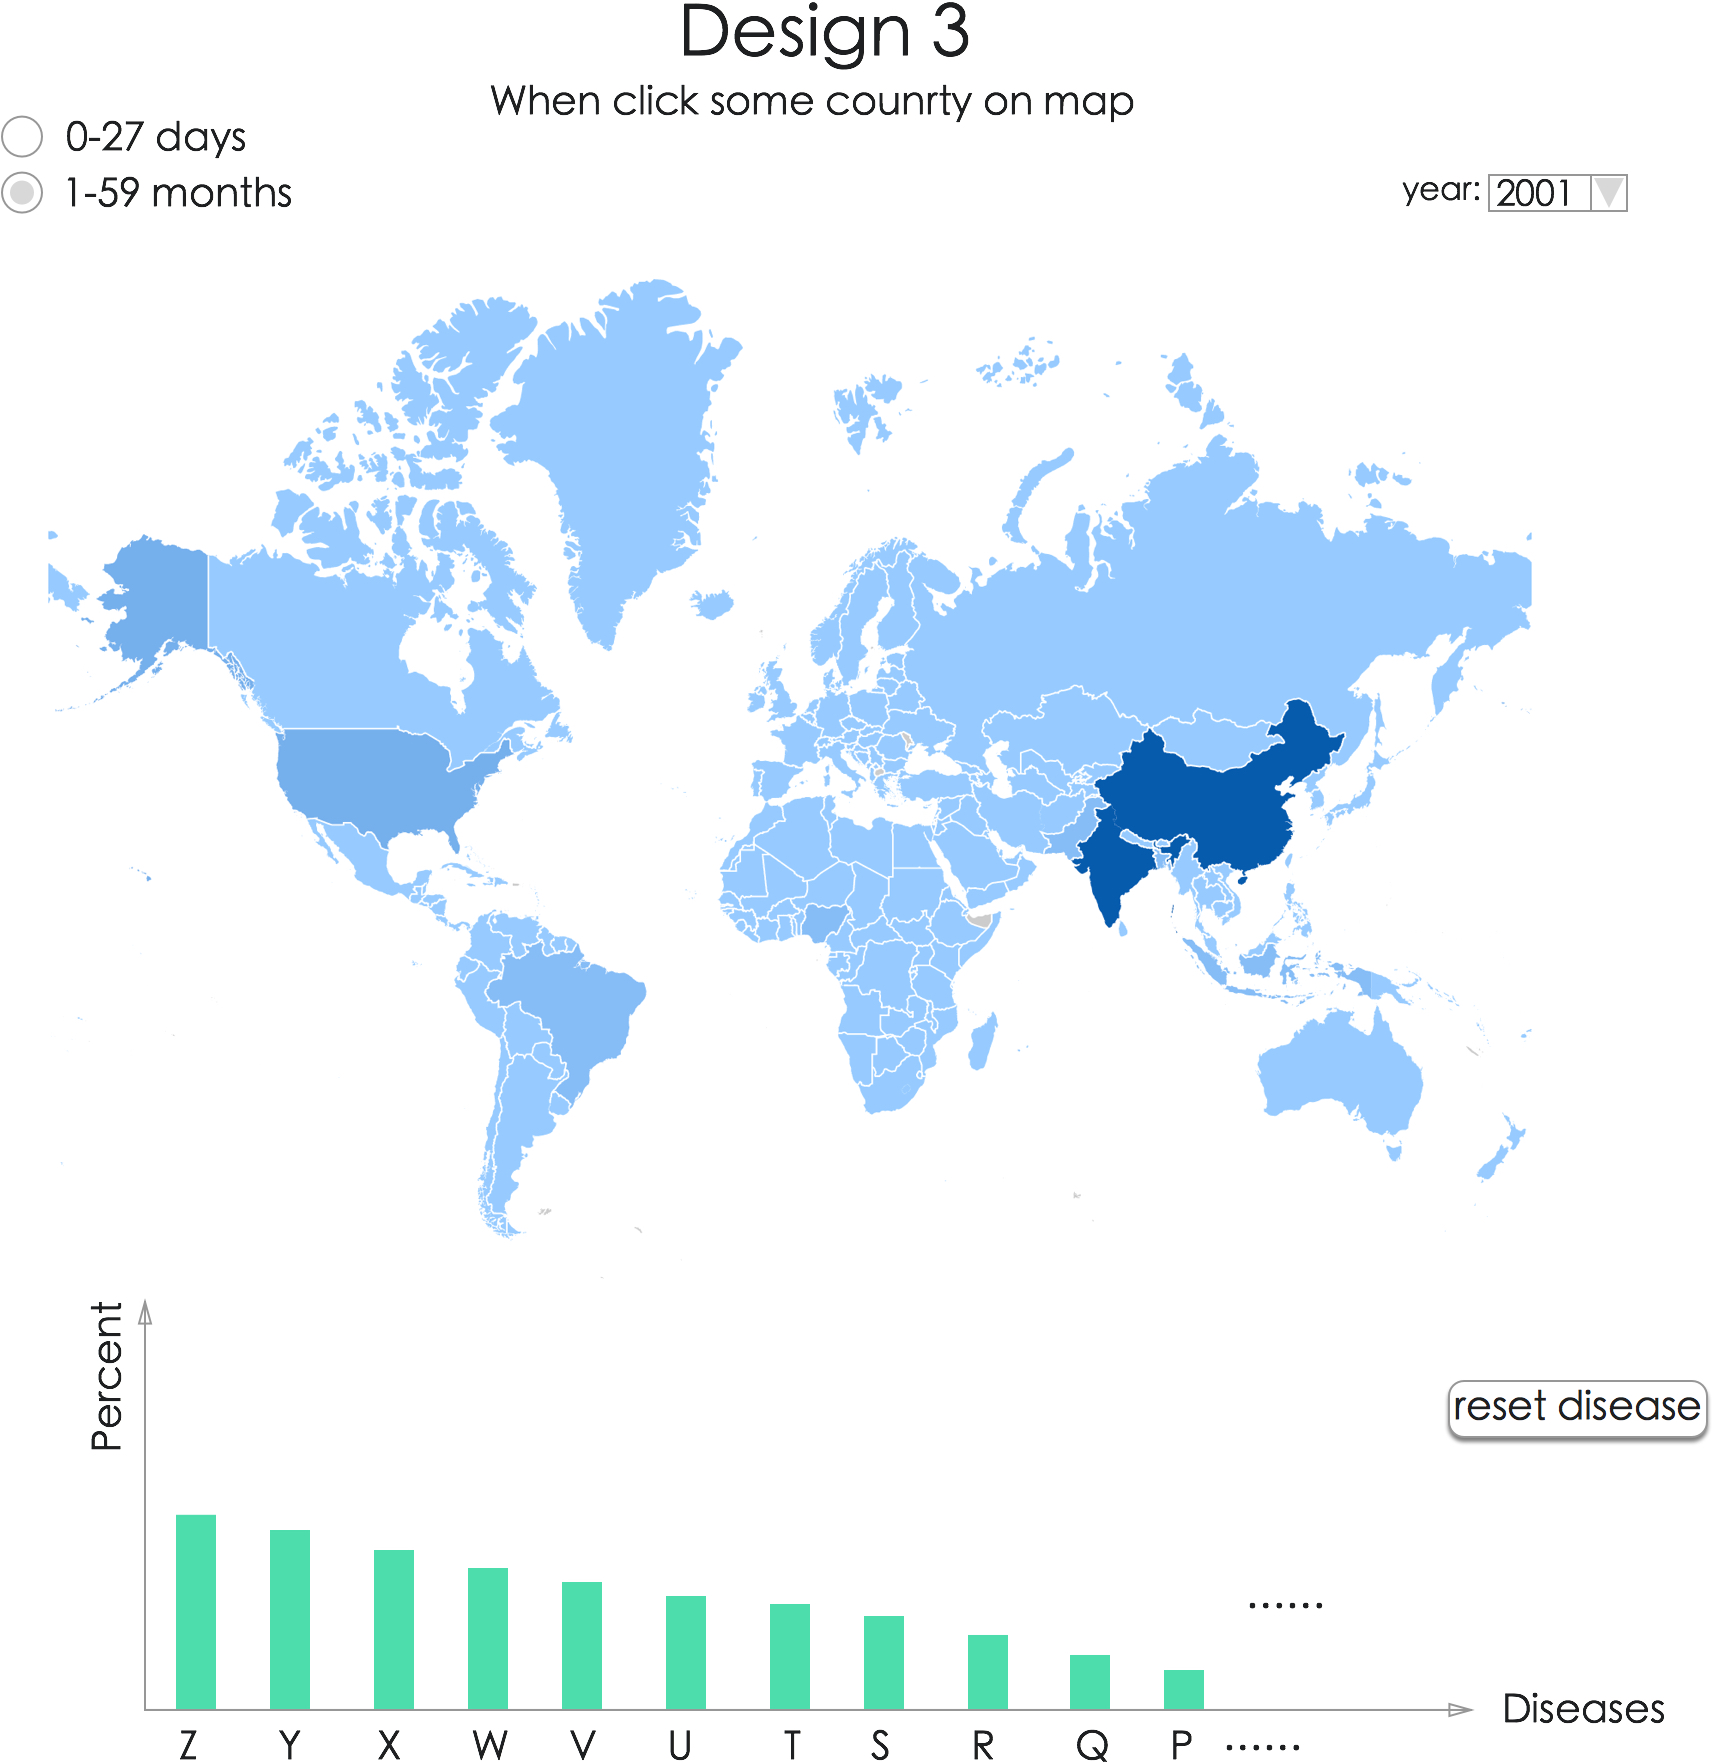 Design 3
When click some counrty on map
0-27 days
1-59 months
year: 2001
Percent
reset disease
......
Diseases
Z Y X W V U T S R Q P ......